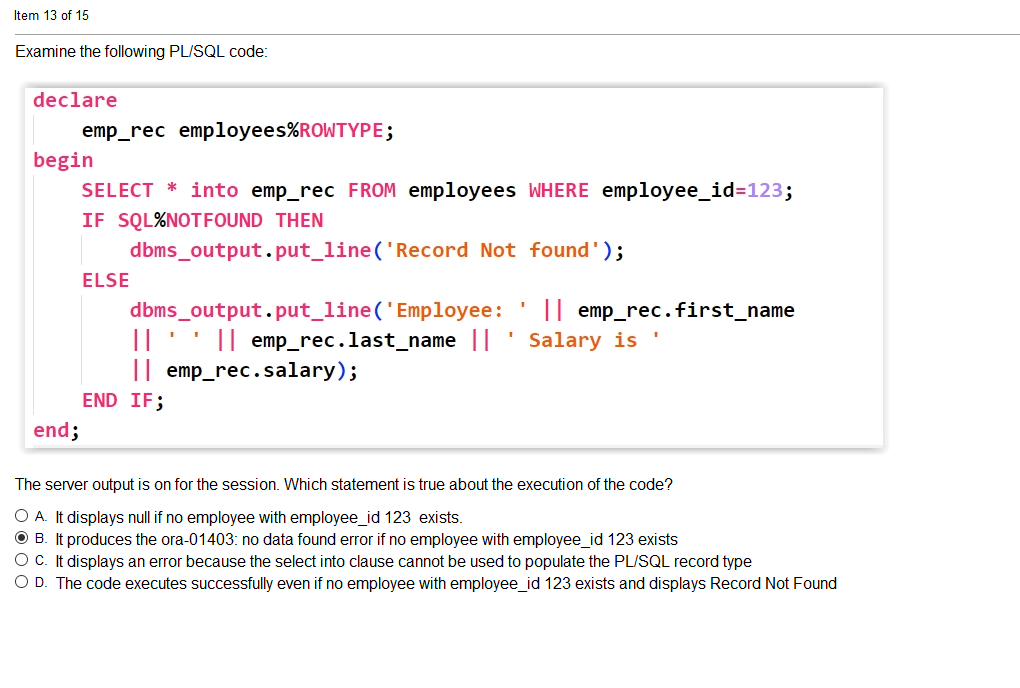 Item 13 of 15
Examine the following PL/SQL code:
declare
emp_rec employees%ROWTYPE;
begin
SELECT * into emp_rec FROM employees WHERE employee_id=123;
IF SQL%NOTFOUND THEN
dbms_output.put_line('Record Not found');
ELSE
dbms_output.put_line('Employee: ' || emp_rec.first_name
|| ' ' || emp_rec.last_name || ' Salary is '
|| emp_rec.salary);
END IF;
end;
The server output is on for the session. Which statement is true about the execution of the code?
A. It displays null if no employee with employee_id 123 exists.
B. It produces the ora-01403: no data found error if no employee with employee_id 123 exists
C. It displays an error because the select into clause cannot be used to populate the PL/SQL record type
D. The code executes successfully even if no employee with employee_id 123 exists and displays Record Not Found